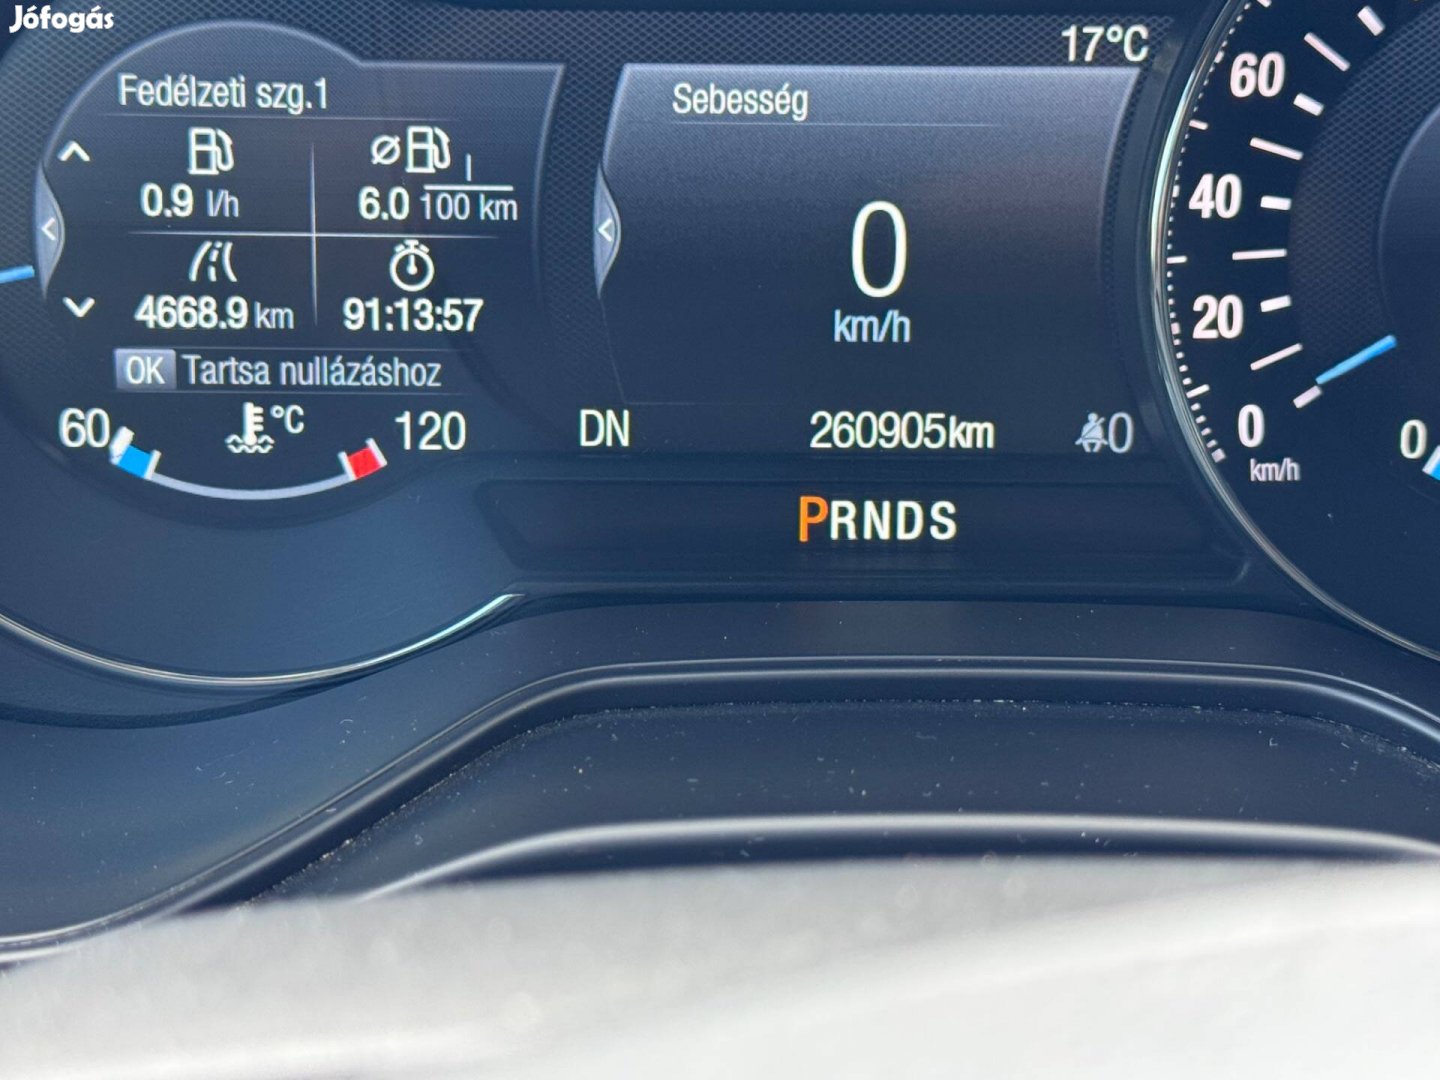 Jófogás
17°C
Fedélzeti szg.1
Sebesség
0.9 l/h
Ø 6.0 l 100 km
4668.9 km
91:13:57
OK Tartsa nullázáshoz
60 °C 120
0
km/h
DN 260905km 0
PRNDS
60
40
20
0
km/h
0